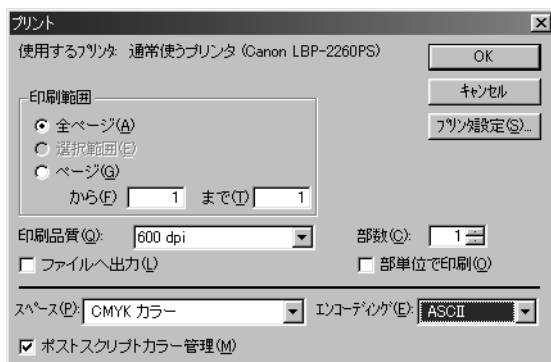 プリント
使用するプリンタ: 通常使うプリンタ (Canon LBP-2260PS)
OK
キャンセル
プリンタ設定(S)...
印刷範囲
全ページ(A)
選択範囲(E)
ページ(G)
から(F) 1 まで(T) 1
印刷品質(Q): 600 dpi 部数(C): 1
ファイルへ出力(L) 部単位で印刷(O)
スペース(P): CMYK カラー エンコーディング(E): ASCII
ポストスクリプトカラー管理(M)